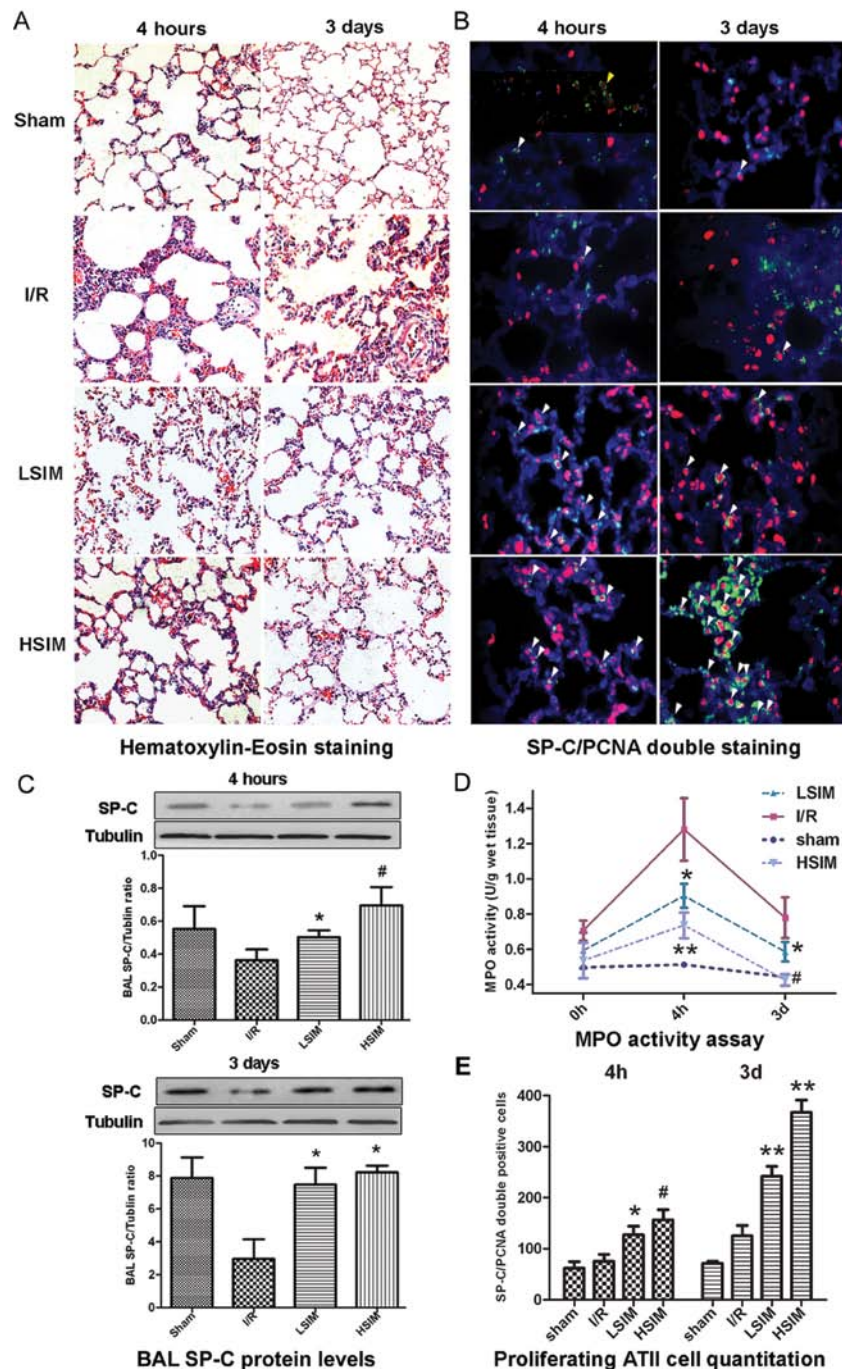 A
4 hours
3 days
B
4 hours
3 days
Sham
I/R
LSIM
HSIM
Hematoxylin-Eosin staining
SP-C/PCNA double staining
C
4 hours
SP-C
Tubulin
BAL SP-C/Tublin ratio
0.8
0.6
0.4
0.2
0.0
#
*
Sham
I/R
LSIM
HSIM
3 days
SP-C
Tubulin
BAL SP-C/Tublin ratio
10
8
6
4
2
0
*
*
Sham
I/R
LSIM
HSIM
BAL SP-C protein levels
D
MPO activity (U/g wet tissue)
1.4
1.2
1.0
0.8
0.6
0.4
LSIM
I/R
sham
HSIM
*
**
*
#
0h
4h
3d
MPO activity assay
E
4h
3d
SP-C/PCNA double positive cells
400
300
200
100
0
*
#
**
**
sham
I/R
LSIM
HSIM
sham
I/R
LSIM
HSIM
Proliferating ATII cell quantitation